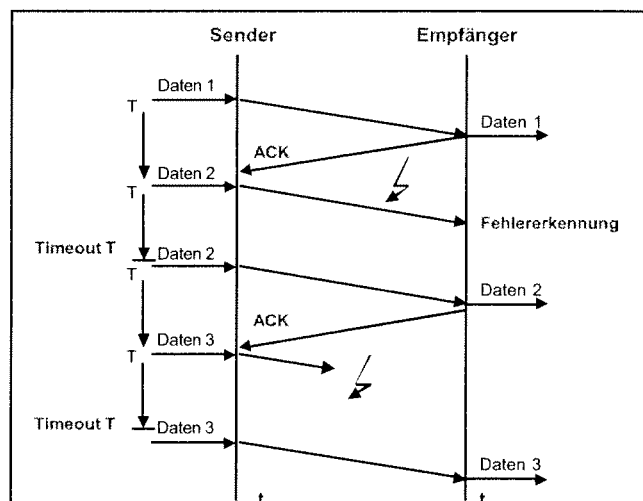 Sender Empfänger
Daten 1
T
Daten 1
ACK
Daten 2
T
Fehlererkennung
Timeout T
Daten 2
T
Daten 2
ACK
Daten 3
T
Timeout T
Daten 3
Daten 3
t t